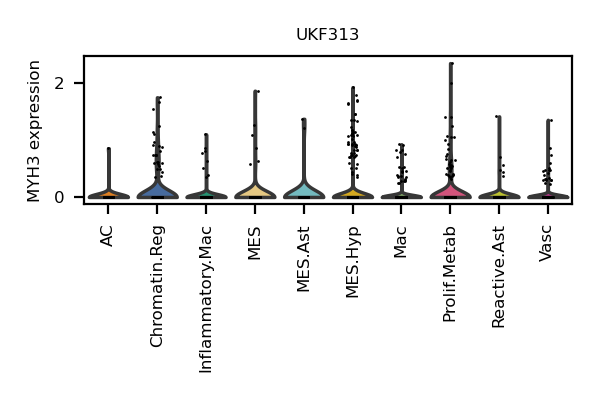 UKF313
MYH3 expression
2
0
AC
Chromatin.Reg
Inflammatory.Mac
MES
MES.Ast
MES.Hyp
Mac
Prolif.Metab
Reactive.Ast
Vasc